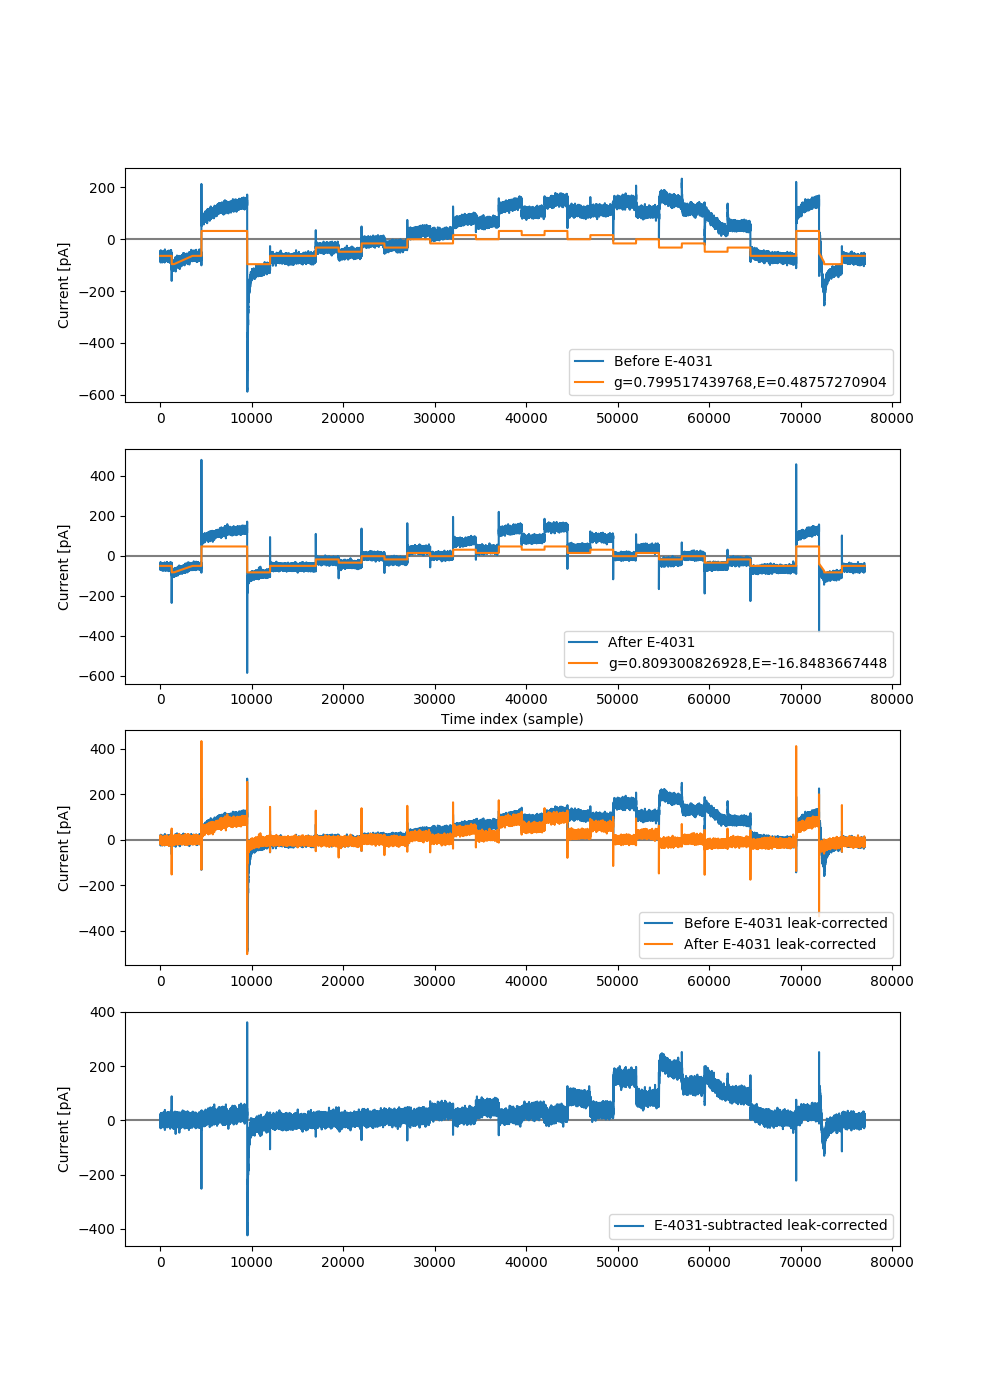 200
0
−200
−400
−600
Current [pA]
Before E-4031
g=0.799517439768,E=0.48757270904
0 10000 20000 30000 40000 50000 60000 70000 80000
400
200
0
−200
−400
−600
Current [pA]
After E-4031
g=0.809300826928,E=-16.8483667448
0 10000 20000 30000 40000 50000 60000 70000 80000
Time index (sample)
400
200
0
−200
−400
Current [pA]
Before E-4031 leak-corrected
After E-4031 leak-corrected
0 10000 20000 30000 40000 50000 60000 70000 80000
400
200
0
−200
−400
Current [pA]
E-4031-subtracted leak-corrected
0 10000 20000 30000 40000 50000 60000 70000 80000